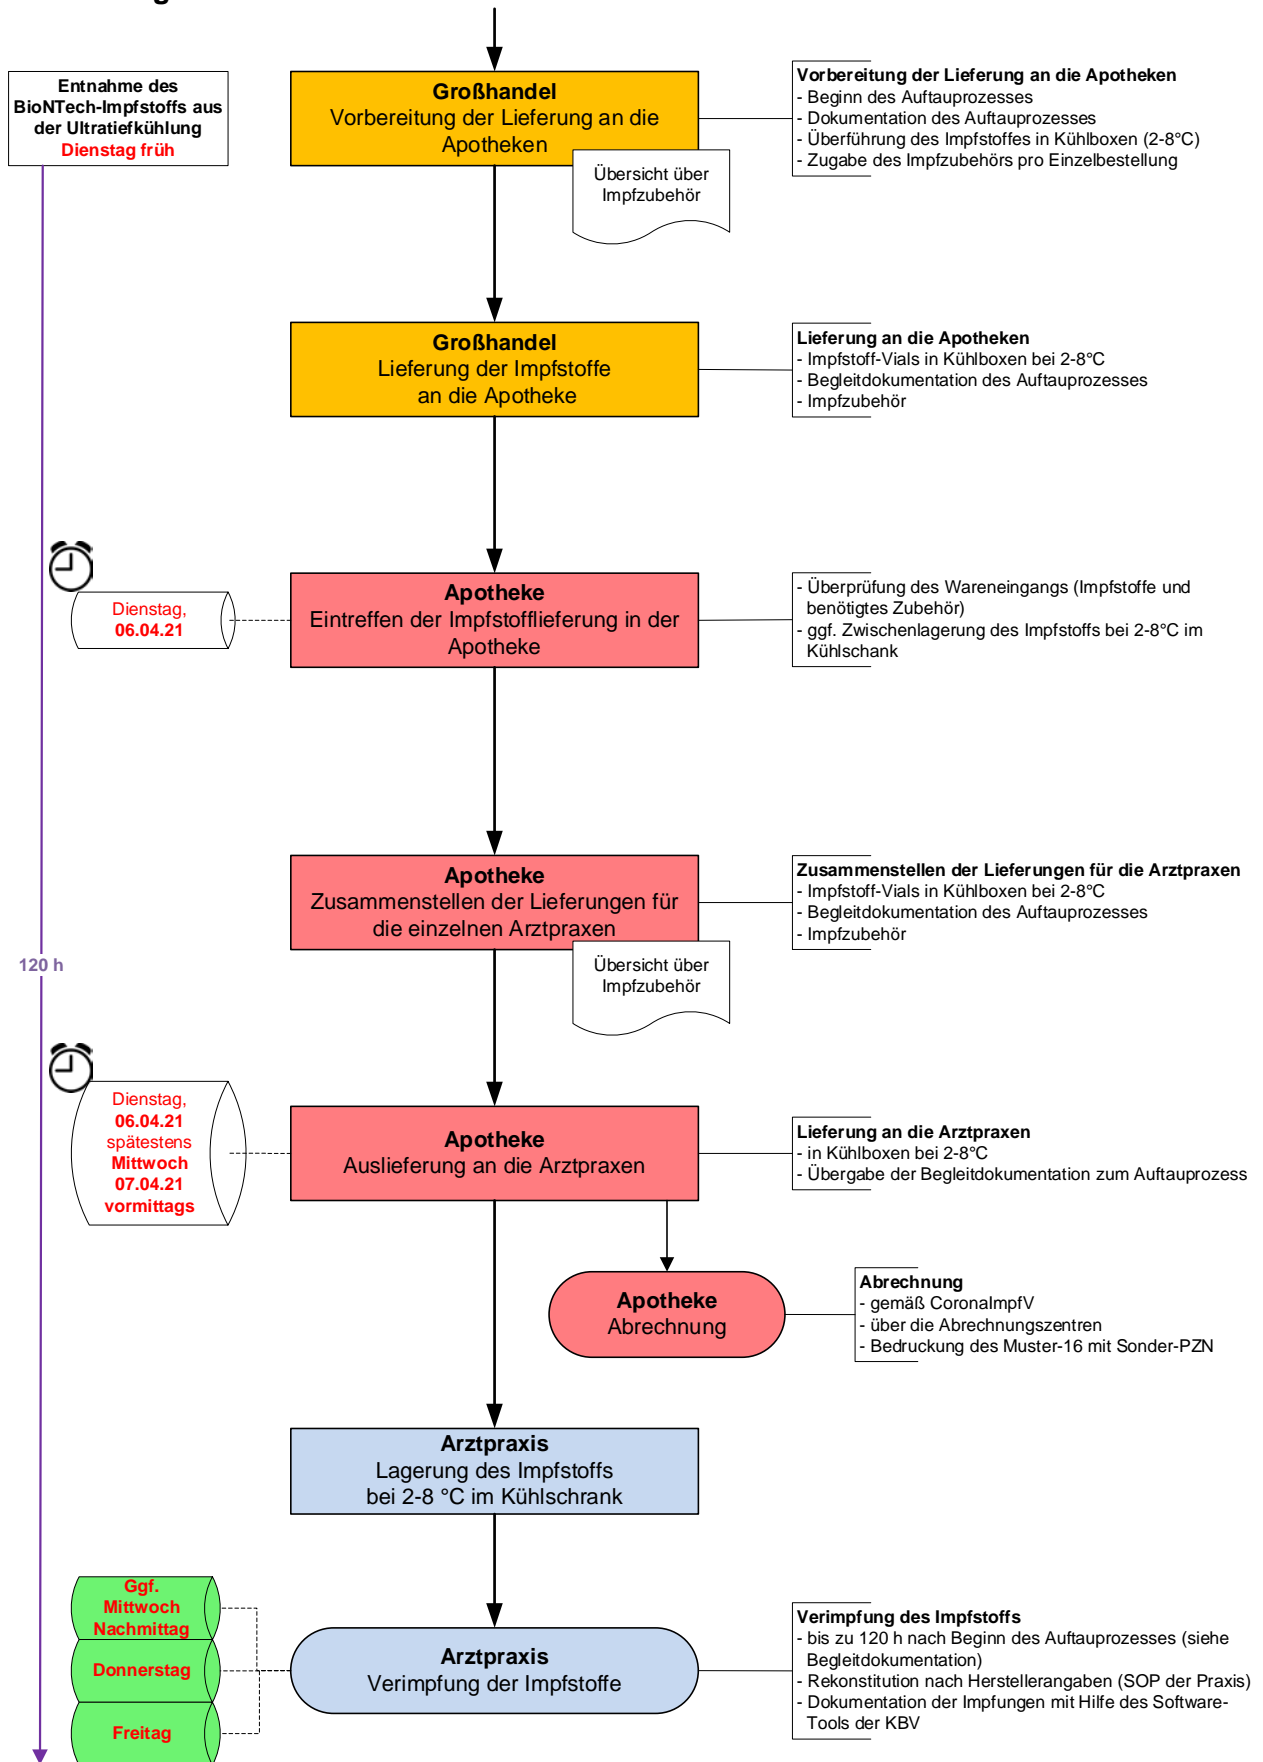 Entnahme des
BioNTech-Impfstoffs aus
der Ultratiefkühlung
Dienstag früh
Großhandel
Vorbereitung der Lieferung an die
Apotheken
Übersicht über
Impfzubehör
Vorbereitung der Lieferung an die Apotheken
- Beginn des Auftauprozesses
- Dokumentation des Auftauprozesses
- Überführung des Impfstoffes in Kühlboxen (2-8°C)
- Zugabe des Impfzubehörs pro Einzelbestellung
Großhandel
Lieferung der Impfstoffe
an die Apotheke
Lieferung an die Apotheken
- Impfstoff-Vials in Kühlboxen bei 2-8°C
- Begleitdokumentation des Auftauprozesses
- Impfzubehör
Dienstag,
06.04.21
Apotheke
Eintreffen der Impfstofflieferung in der
Apotheke
- Überprüfung des Wareneingangs (Impfstoffe und
benötigtes Zubehör)
- ggf. Zwischenlagerung des Impfstoffs bei 2-8°C im
Kühlschank
Apotheke
Zusammenstellen der Lieferungen für
die einzelnen Arztpraxen
Übersicht über
Impfzubehör
Zusammenstellen der Lieferungen für die Arztpraxen
- Impfstoff-Vials in Kühlboxen bei 2-8°C
- Begleitdokumentation des Auftauprozesses
- Impfzubehör
120 h
Dienstag,
06.04.21
spätestens
Mittwoch
07.04.21
vormittags
Apotheke
Auslieferung an die Arztpraxen
Lieferung an die Arztpraxen
- in Kühlboxen bei 2-8°C
- Übergabe der Begleitdokumentation zum Auftauprozess
Apotheke
Abrechnung
Abrechnung
- gemäß CoronaImpfV
- über die Abrechnungszentren
- Bedruckung des Muster-16 mit Sonder-PZN
Arztpraxis
Lagerung des Impfstoffs
bei 2-8 °C im Kühlschrank
Ggf.
Mittwoch
Nachmittag
Donnerstag
Freitag
Arztpraxis
Verimpfung der Impfstoffe
Verimpfung des Impfstoffs
- bis zu 120 h nach Beginn des Auftauprozesses (siehe
Begleitdokumentation)
- Rekonstitution nach Herstellerangaben (SOP der Praxis)
- Dokumentation der Impfungen mit Hilfe des Software-
Tools der KBV